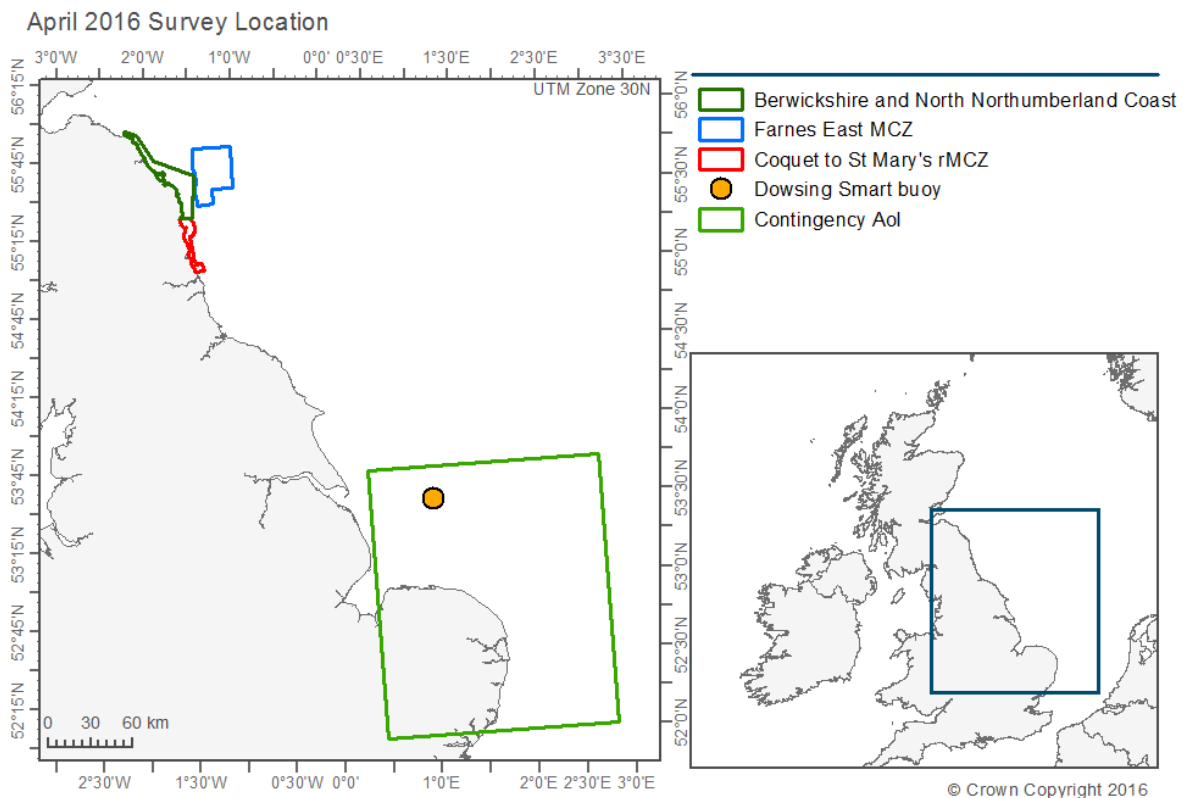 April 2016 Survey Location
3°0'W 2°0'W 1°0'W 0°0' 0°30'E 1°30'E 2°30'E 3°30'E
UTM Zone 30N
56°15'N
55°45'N
55°15'N
54°45'N
54°15'N
53°45'N
53°15'N
52°45'N
52°15'N
56°0'N
55°30'N
55°0'N
54°30'N
54°0'N
53°30'N
53°0'N
52°30'N
52°0'N
0 30 60 km
2°30'W 1°30'W 0°30'W 0°0' 1°0'E 2°0'E 2°30'E 3°0'E
Berwickshire and North Northumberland Coast
Farnes East MCZ
Coquet to St Mary's rMCZ
Dowsing Smart buoy
Contingency AoI
© Crown Copyright 2016